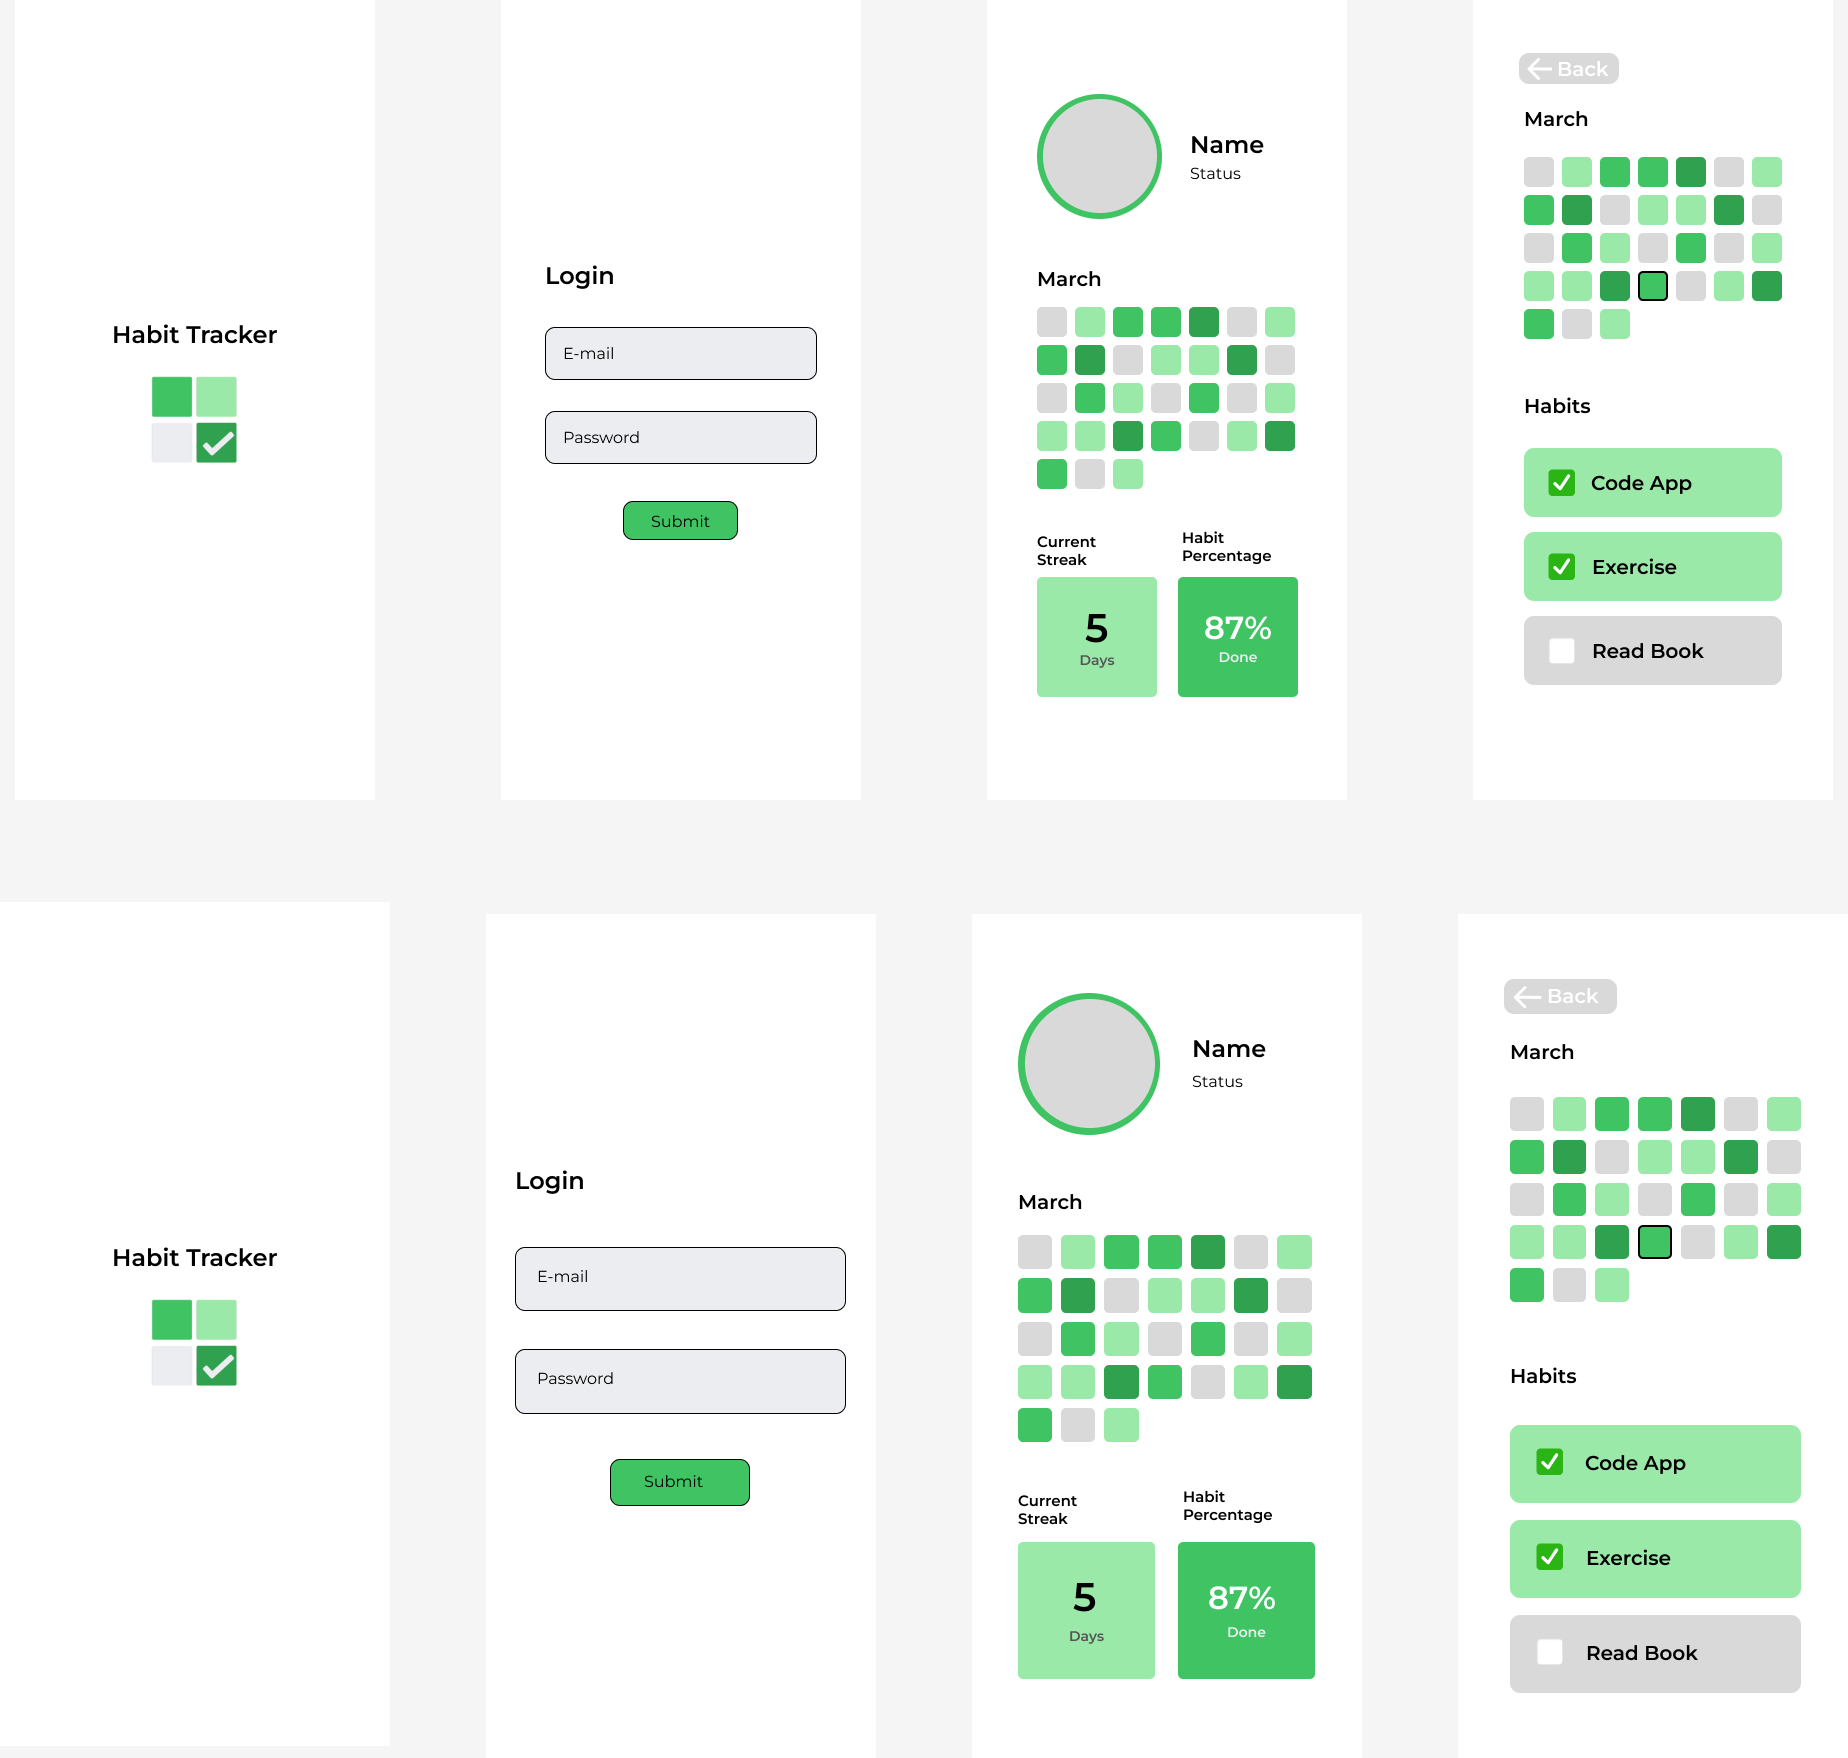 Habit Tracker
Login
E-mail
Password
Submit
Name
Status
March
Current
Streak
Habit
Percentage
5
Days
87%
Done
Back
March
Habits
Code App
Exercise
Read Book
Habit Tracker
Login
E-mail
Password
Submit
Name
Status
March
Current
Streak
Habit
Percentage
5
Days
87%
Done
Back
March
Habits
Code App
Exercise
Read Book